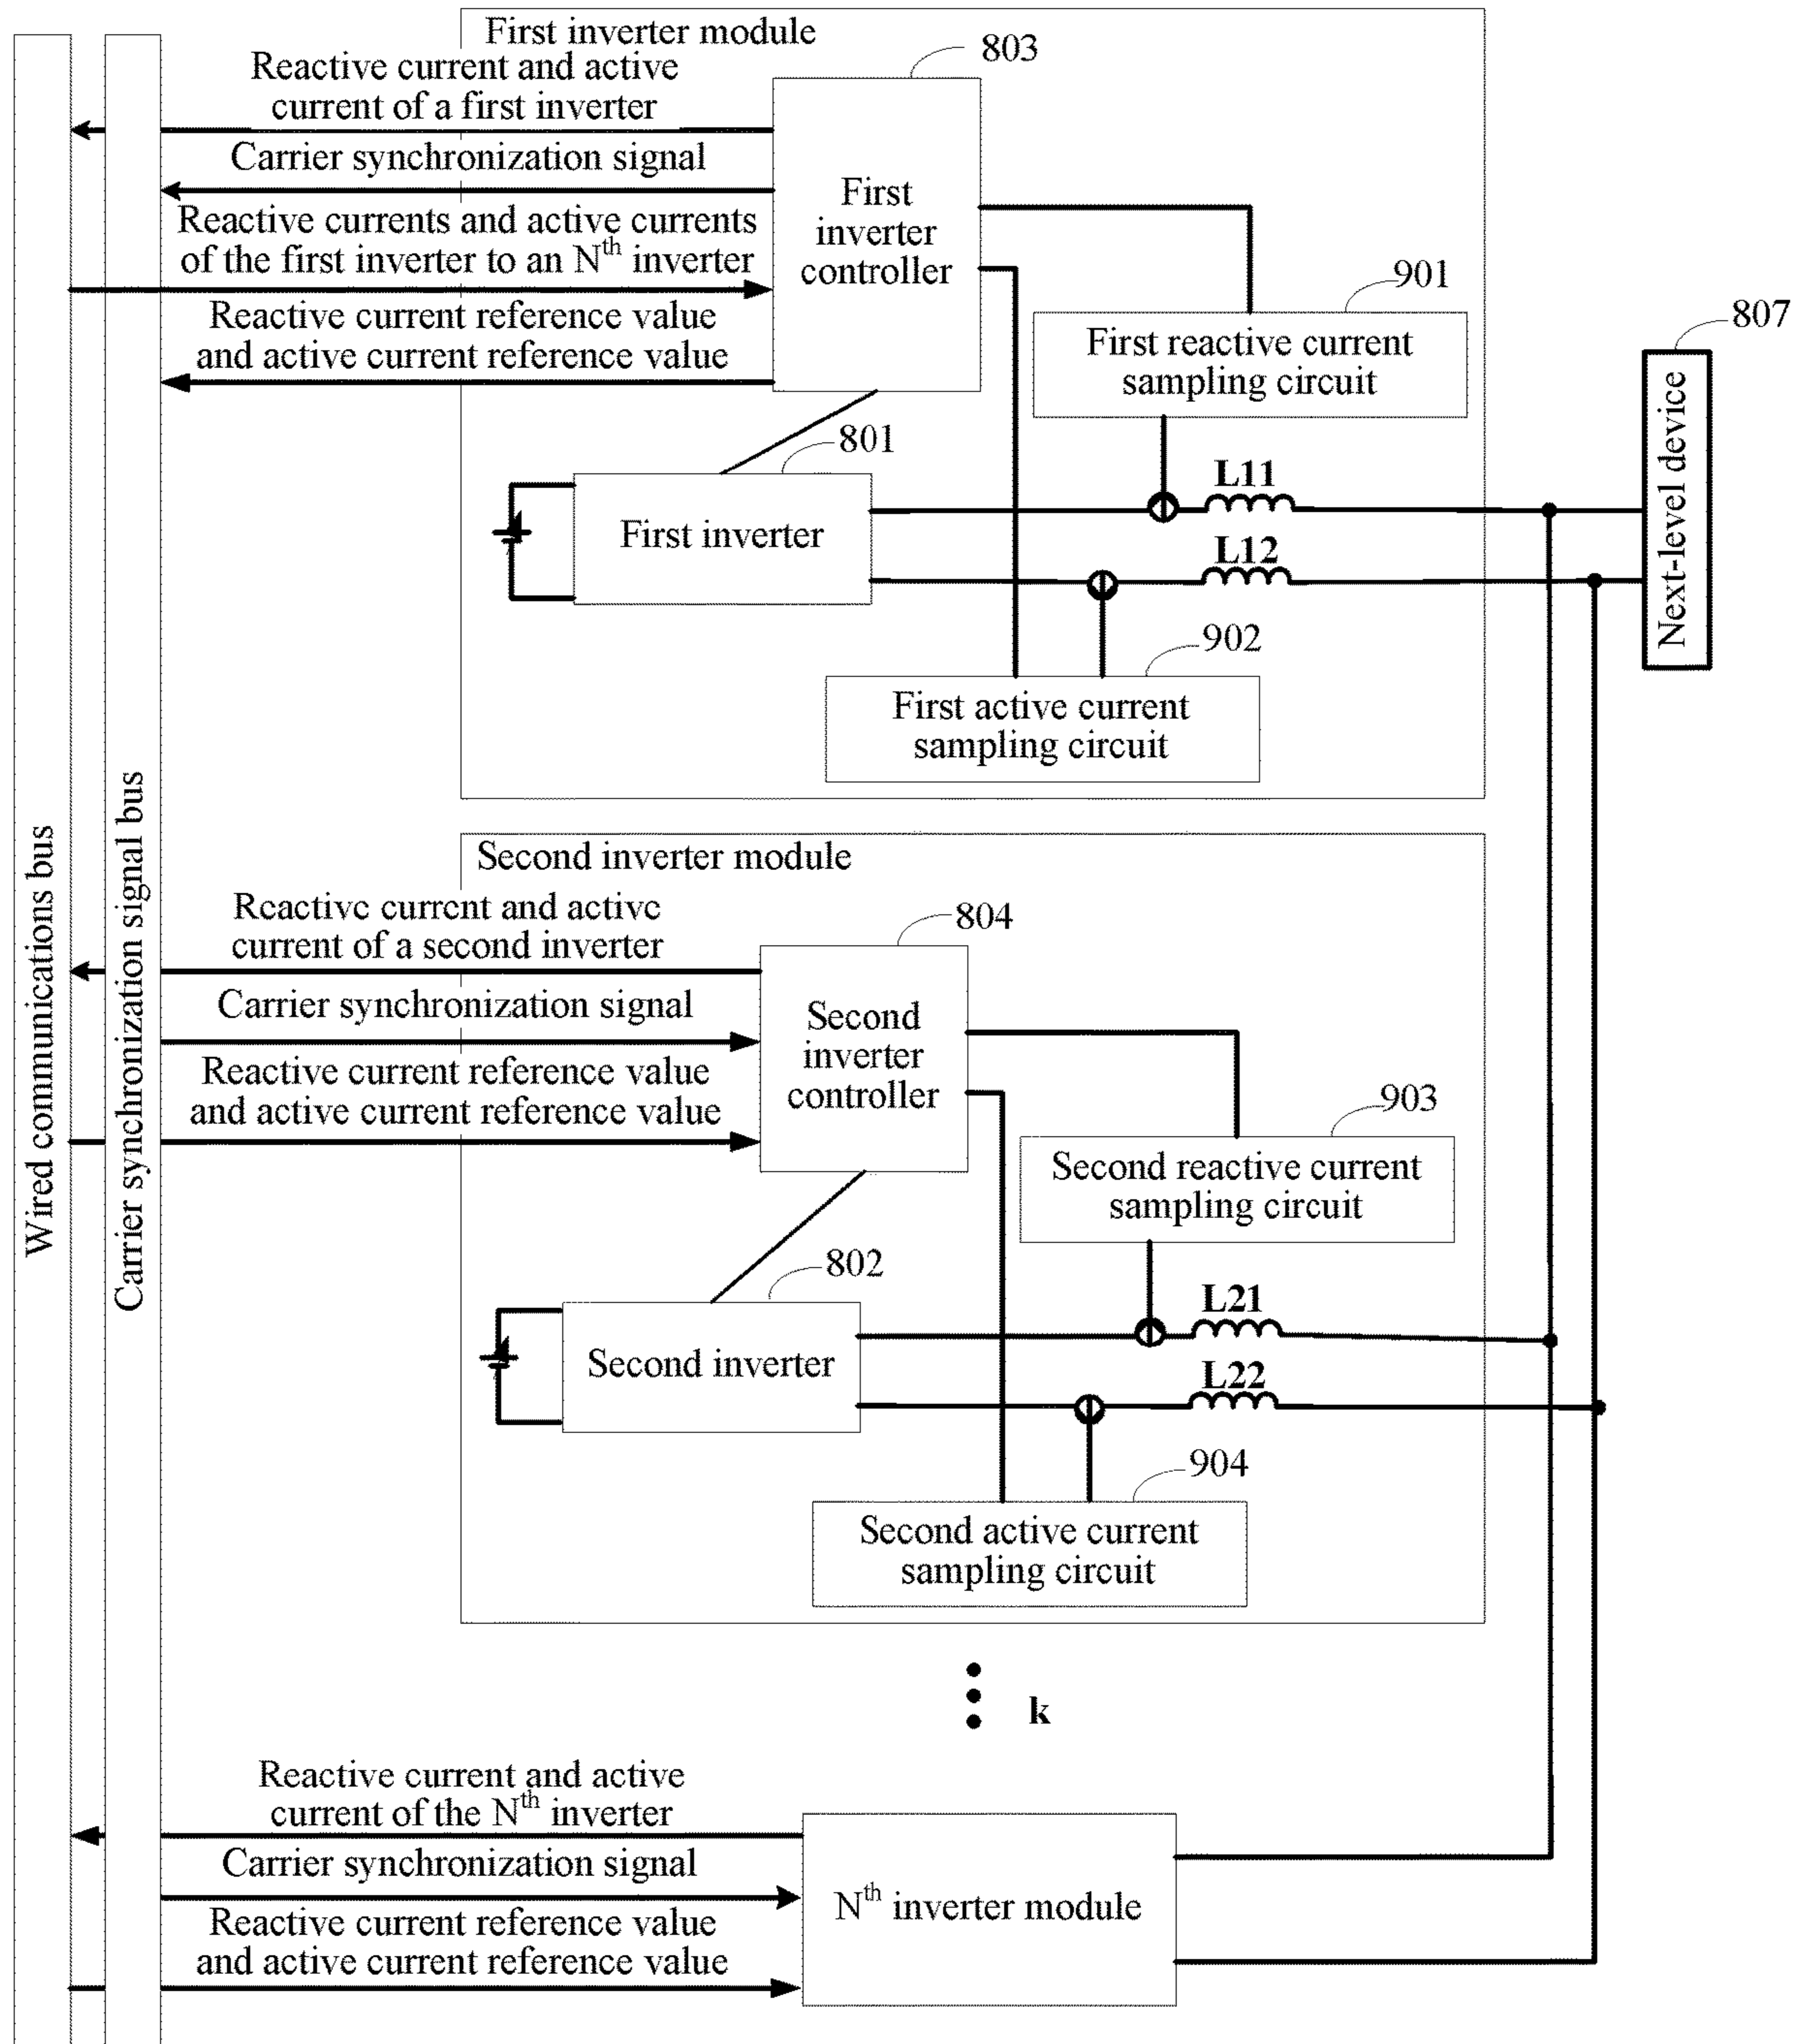 First inverter module
803
Reactive current and active
current of a first inverter
Carrier synchronization signal
Reactive currents and active currents
of the first inverter to an Nth inverter
Reactive current reference value
and active current reference value
First
inverter
controller
901
First reactive current
sampling circuit
807
Next-level device
801
First inverter
L11
L12
902
First active current
sampling circuit
Wired communications bus
Carrier synchronization signal bus
Second inverter module
Reactive current and active
current of a second inverter
Carrier synchronization signal
Reactive current reference value
and active current reference value
804
Second
inverter
controller
903
Second reactive current
sampling circuit
802
Second inverter
L21
L22
904
Second active current
sampling circuit
k
Reactive current and active
current of the Nth inverter
Carrier synchronization signal
Reactive current reference value
and active current reference value
Nth inverter module